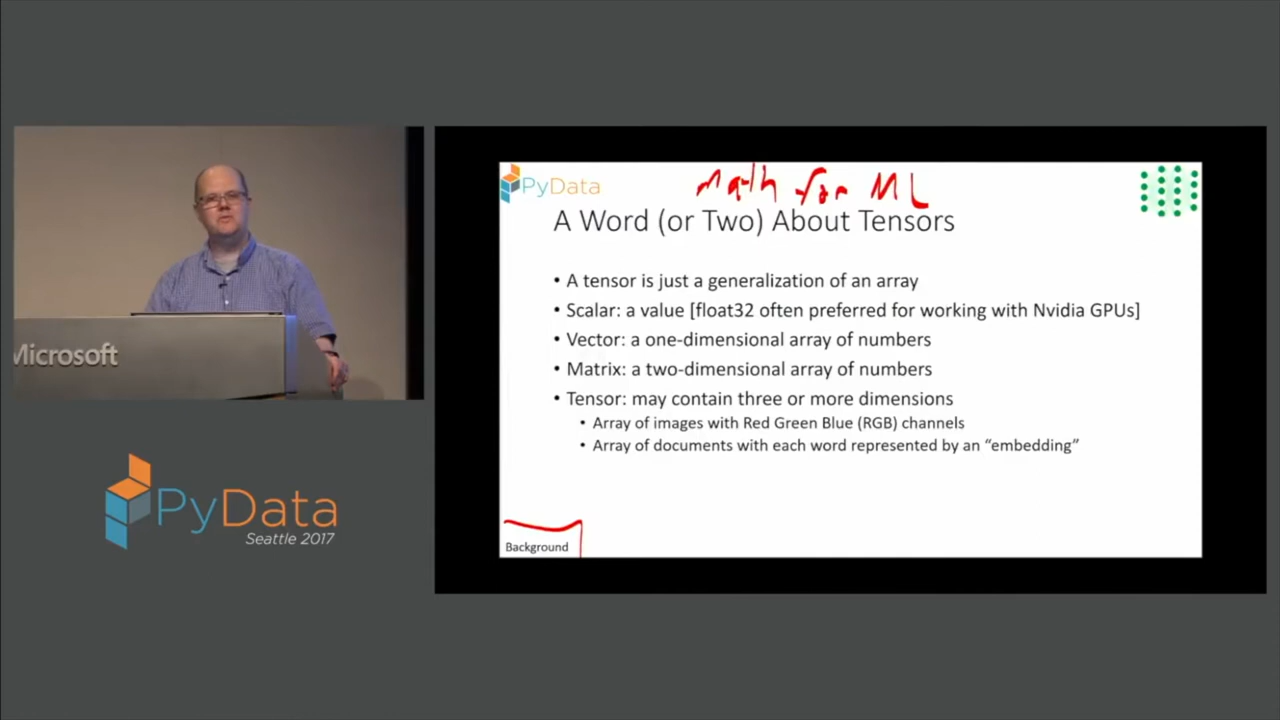 Microsoft
PyData
Seattle 2017
PyData
Math for ML
A Word (or Two) About Tensors
• A tensor is just a generalization of an array
• Scalar: a value [float32 often preferred for working with Nvidia GPUs]
• Vector: a one-dimensional array of numbers
• Matrix: a two-dimensional array of numbers
• Tensor: may contain three or more dimensions
• Array of images with Red Green Blue (RGB) channels
• Array of documents with each word represented by an “embedding”
Background